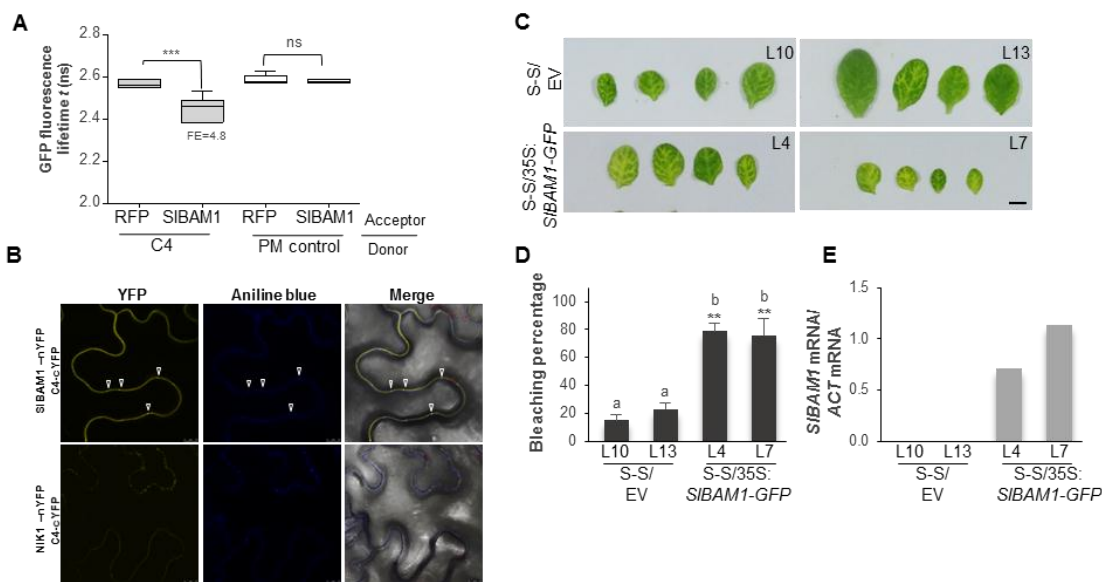 A
GFP fluorescence
lifetime t (ns)
2.8
2.6
2.4
2.2
2.0
***
ns
FE=4.8
RFP SlBAM1 RFP SlBAM1 Acceptor
C4 PM control Donor
B
YFP Aniline blue Merge
SlBAM1 –nYFP
C4-cYFP
NIK1 –nYFP
C4-cYFP
C
S-S/
EV
L10
L13
S-S/35S:
SlBAM1-GFP
L4
L7
D
Bleaching percentage
100
80
60
40
20
0
a
a
b
**
b
**
L10 L13 L4 L7
S-S/
EV
S-S/35S:
SlBAM1-GFP
E
SlBAM1 mRNA/
ACT mRNA
1.5
1.0
0.5
0.0
L10 L13 L4 L7
S-S/
EV
S-S/35S:
SlBAM1-GFP